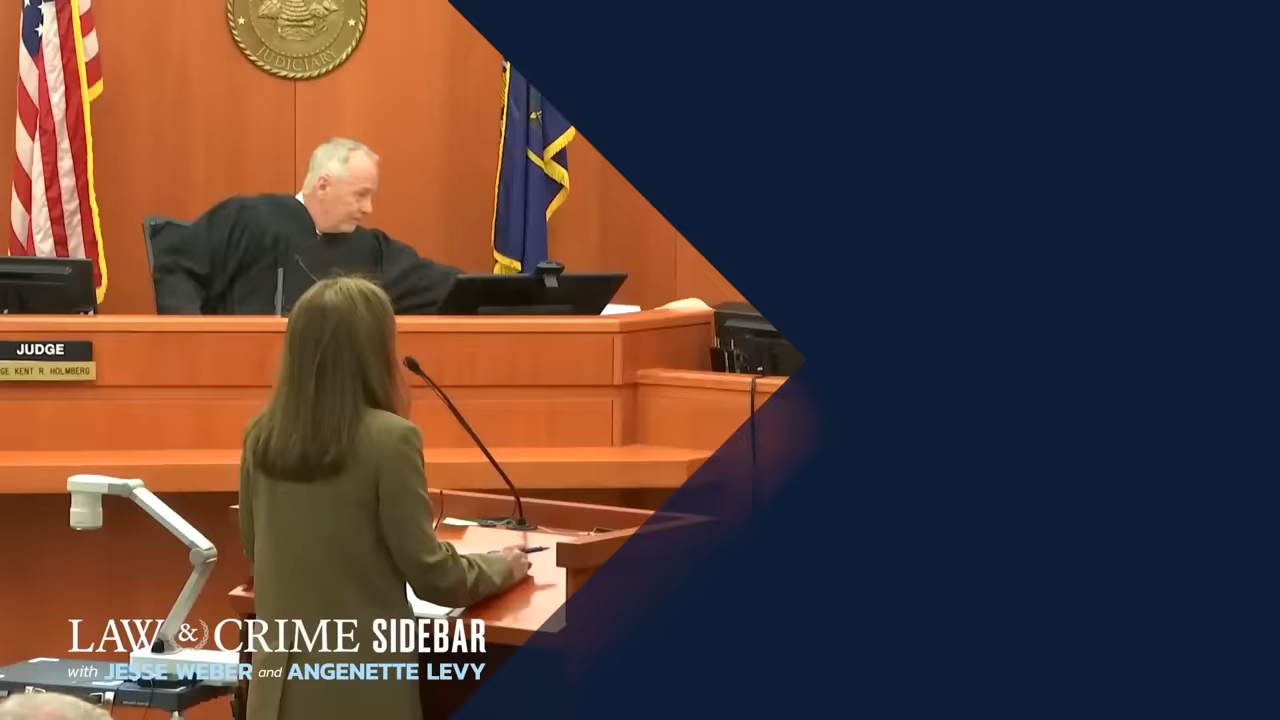 JUDICIARY
JUDGE
GE KENT R. HOLMBERG
LAW & CRIME SIDEBAR
with JESSE WEBER and ANGENETTE LEVY